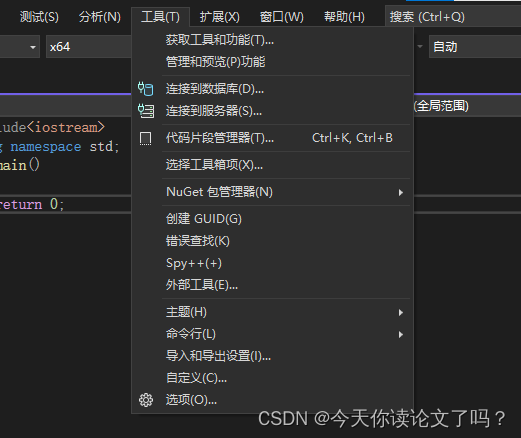 测试(S) 分析(N) 工具(T) 扩展(X) 窗口(W) 帮助(H) 搜索 (Ctrl+Q)
x64 自动
获取工具和功能(T)...
管理和预览(P)功能
连接到数据库(D)...
连接到服务器(S)...
(全局范围)
lude<iostream>
代码片段管理器(T)... Ctrl+K, Ctrl+B
g namespace std;
main()
选择工具箱项(X)...
NuGet 包管理器(N)
return 0;
创建 GUID(G)
错误查找(K)
Spy++(+)
外部工具(E)...
主题(H)
命令行(L)
导入和导出设置(I)...
自定义(C)...
选项(O)...
CSDN @今天你读论文了吗？